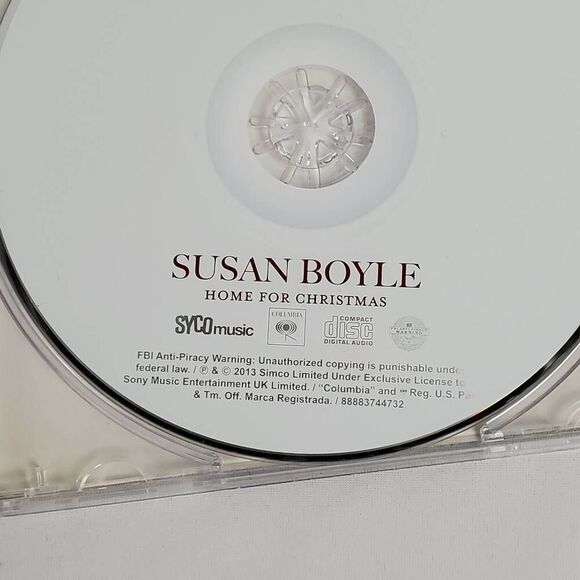 SUSAN BOYLE
HOME FOR CHRISTMAS
SYCOmusic COLUMBIA COMPACT disc DIGITAL AUDIO
FBI Anti-Piracy Warning: Unauthorized copying is punishable under
federal law. / ℗ & © 2013 Simco Limited Under Exclusive License to
Sony Music Entertainment UK Limited. / "Columbia" and Reg. U.S. Pat
& Tm. Off. Marca Registrada. / 88883744732